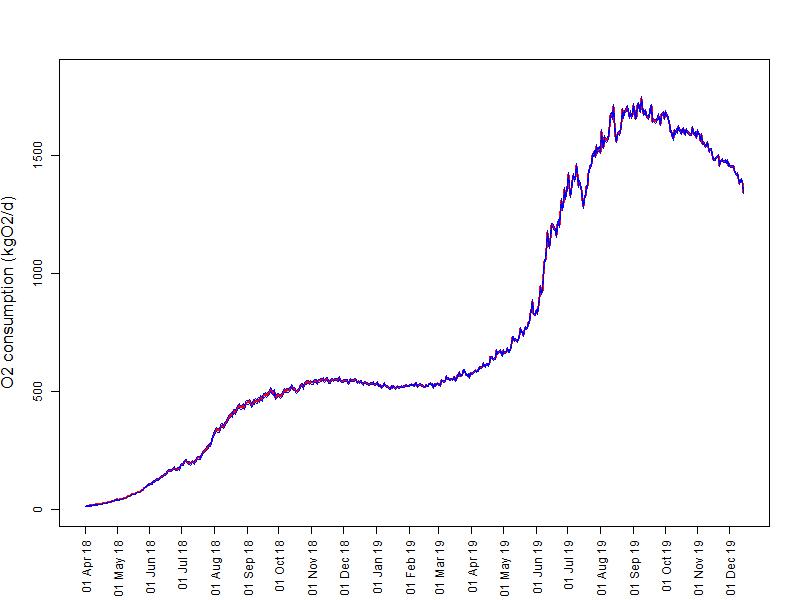 O2 consumption (kgO2/d)
1500
1000
500
0
01 Apr 18
01 May 18
01 Jun 18
01 Jul 18
01 Aug 18
01 Sep 18
01 Oct 18
01 Nov 18
01 Dec 18
01 Jan 19
01 Feb 19
01 Mar 19
01 Apr 19
01 May 19
01 Jun 19
01 Jul 19
01 Aug 19
01 Sep 19
01 Oct 19
01 Nov 19
01 Dec 19